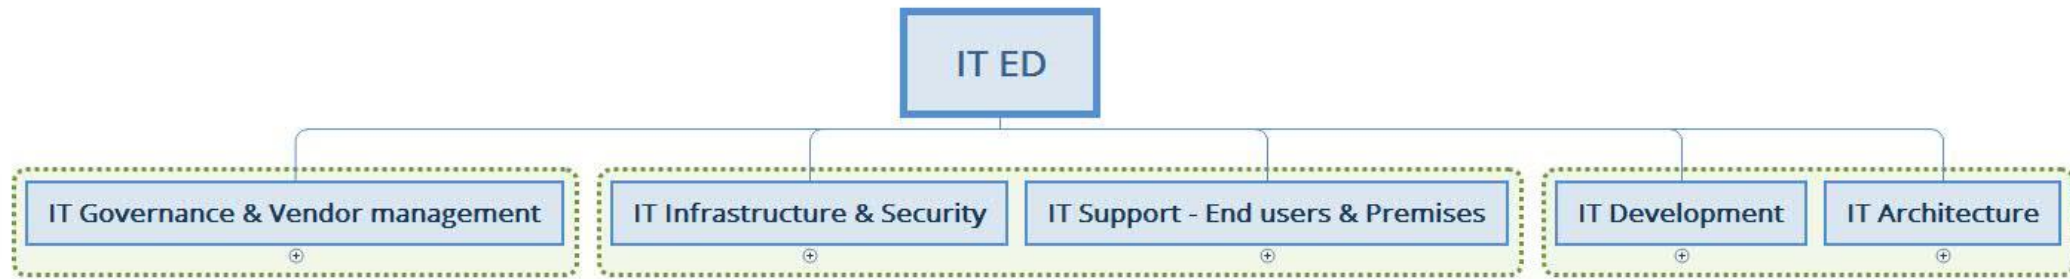 IT ED
IT Governance & Vendor management
IT Infrastructure & Security
IT Support - End users & Premises
IT Development
IT Architecture